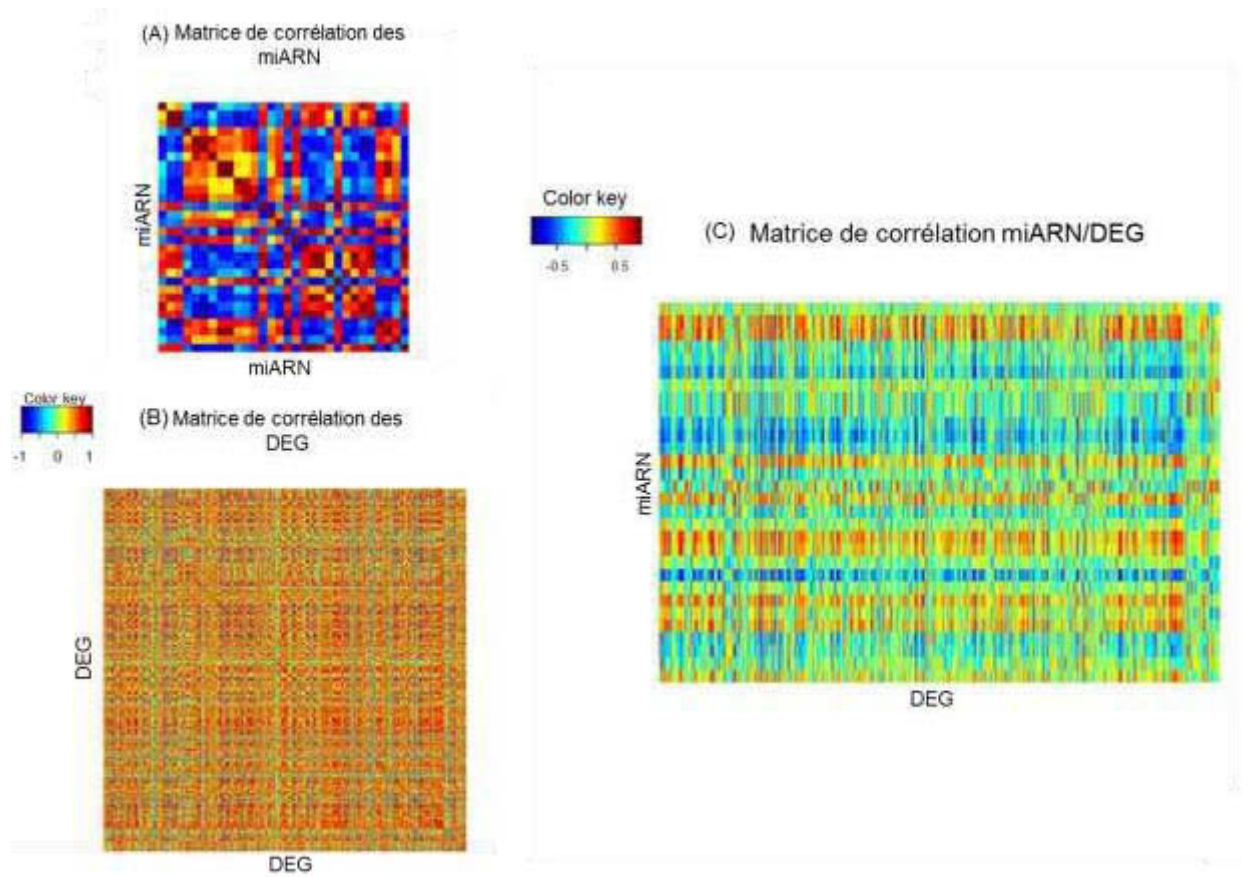 (A) Matrice de corrélation des
miARN
miARN
miARN
Color key
-1 0 1
(B) Matrice de corrélation des
DEG
DEG
DEG
Color key
-0.5 0.5
(C) Matrice de corrélation miARN/DEG
miARN
DEG